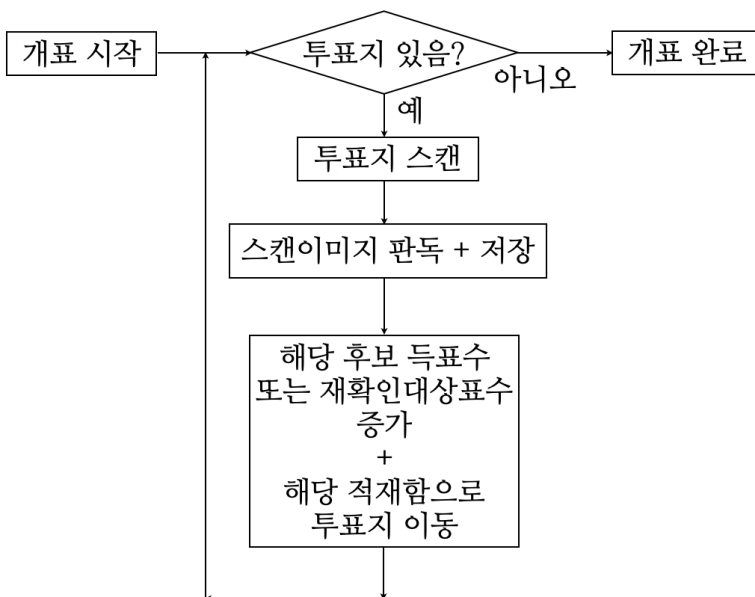 개표 시작
투표지 있음?
아니오
개표 완료
예
투표지 스캔
스캔이미지 판독 + 저장
해당 후보 득표수
또는 재확인대상표수
증가
+
해당 적재함으로
투표지 이동